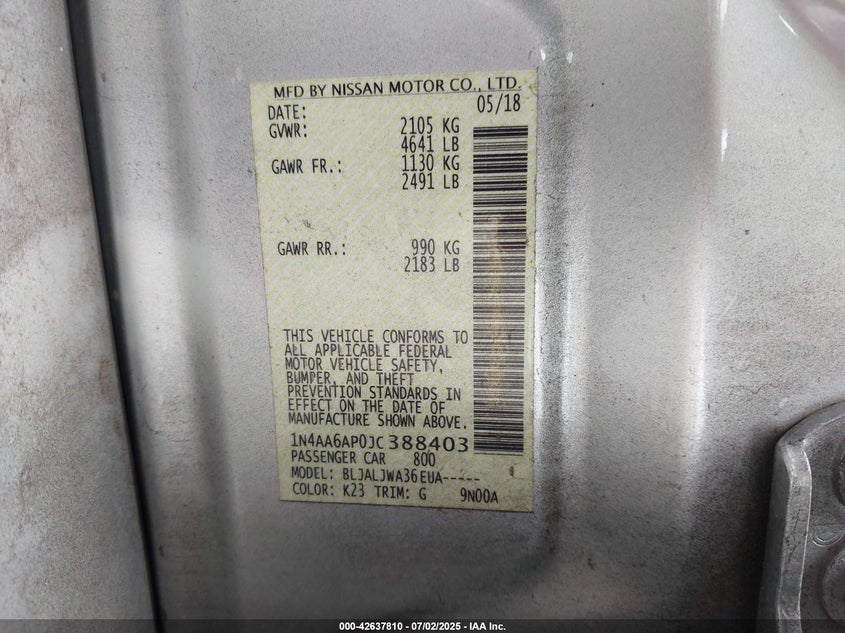 MFD BY NISSAN MOTOR CO., LTD.
DATE: 05/18
GVWR: 2105 KG
4641 LB
GAWR FR.: 1130 KG
2491 LB
GAWR RR.: 990 KG
2183 LB
THIS VEHICLE CONFORMS TO
ALL APPLICABLE FEDERAL
MOTOR VEHICLE SAFETY,
BUMPER, AND THEFT
PREVENTION STANDARDS IN
EFFECT ON THE DATE OF
MANUFACTURE SHOWN ABOVE.
1N4AA6AP0JC388403
PASSENGER CAR 800
MODEL: BLJALJWA36EUA-----
COLOR: K23 TRIM: G 9N00A
000-42637810 - 07/02/2025 - IAA Inc.